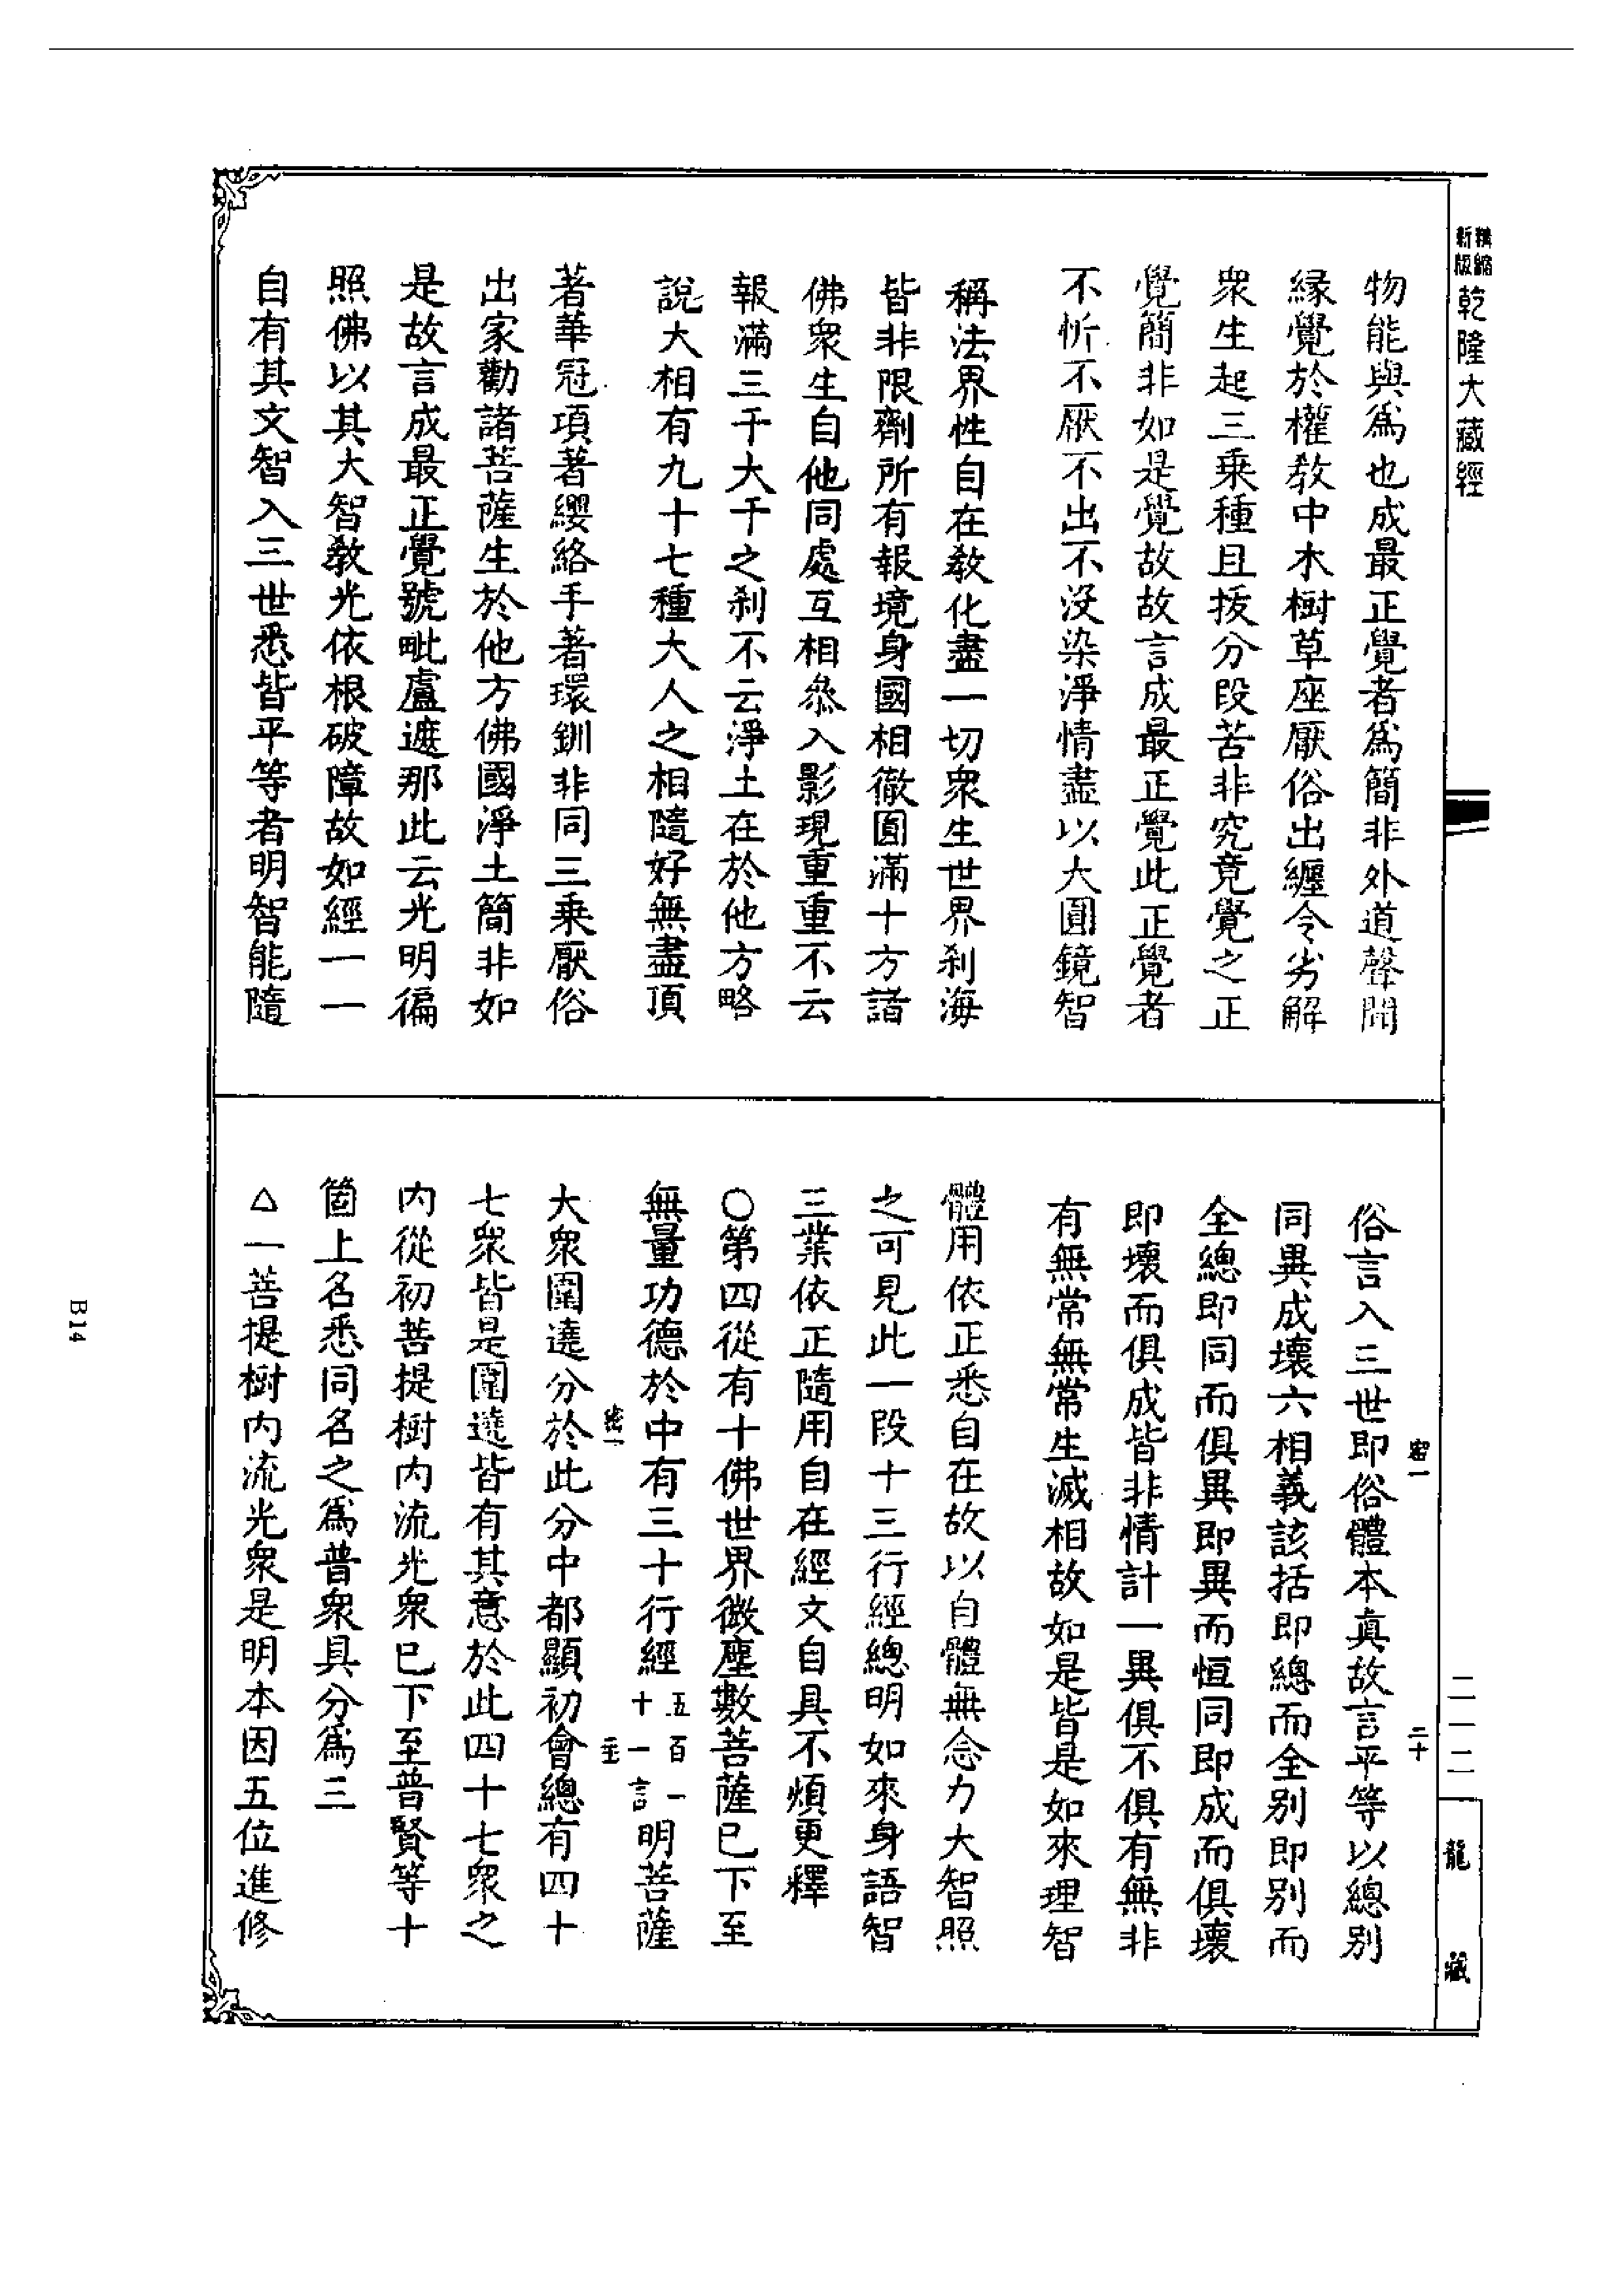 精縮新版乾隆大藏經
物能與爲也成最正覺者爲簡非外道聲聞
緣覺於權教中木樹草座厭俗出纏令劣解
衆生起三乘種且拔分段苦非究竟覺之正
覺簡非如是覺故故言成最正覺此正覺者
不忻不厭不出不沒染淨情盡以大圓鏡智
稱法界性自在教化盡一切衆生世界刹海
皆非限劑所有報境身國相徹圓滿十方諸
佛衆生自他同處互相叅入影現重重不云
報滿三千大千之刹不云淨土在於他方略
說大相有九十七種大人之相隨好無盡頂
著華冠項著纓絡手著環釧非同三乘厭俗
出家勸諸菩薩生於他方佛國淨土簡非如
是故言成最正覺號毗盧遮那此云光明徧
照佛以其大智教光依根破障故如經一一
自有其文智入三世悉皆平等者明智能隨
密一
二十
俗言入三世即俗體本真故言平等以總別
同異成壞六相義該括即總而全別即別而
全總即同而俱異即異而恒同即成而俱壞
即壞而俱成皆非情計一異俱不俱有無非
有無常無常生滅相故如是皆是如來理智
體用依正悉自在故以自體無念力大智照
之可見此一段十三行經總明如來身語智
三業依正隨用自在經文自具不煩更釋
○第四從有十佛世界微塵數菩薩已下至
無量功德於中有三十行經五百一十一言明菩薩
密一
大衆圍遶分於此分中都顯初會總有四十
七衆皆是圍遶皆有其意於此四十七衆之
内從初菩提樹内流光衆已下至普賢等十
箇上名悉同名之爲普衆具分爲三
△一菩提樹内流光衆是明本因五位進修
二一二
龍藏
B14